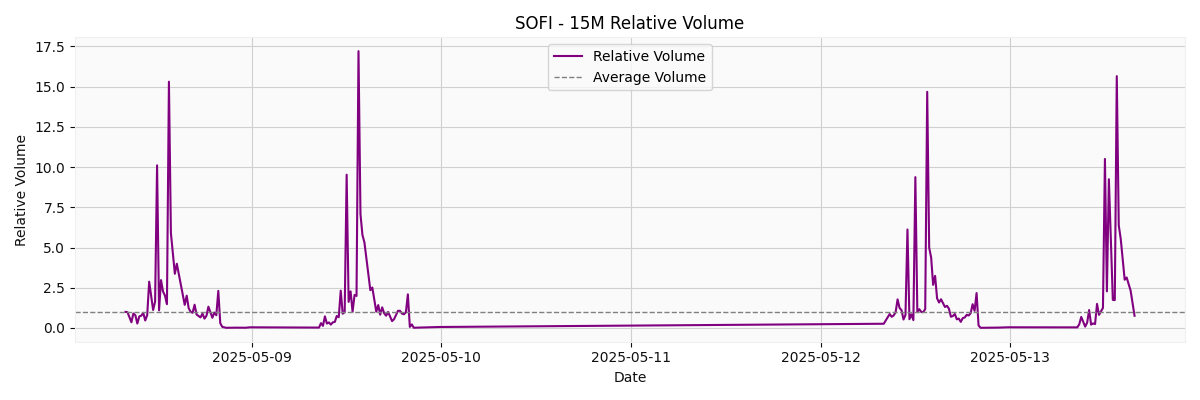 SOFI - 15M Relative Volume
Relative Volume
Average Volume
Relative Volume
17.5
15.0
12.5
10.0
7.5
5.0
2.5
0.0
2025-05-09
2025-05-10
2025-05-11
2025-05-12
2025-05-13
Date